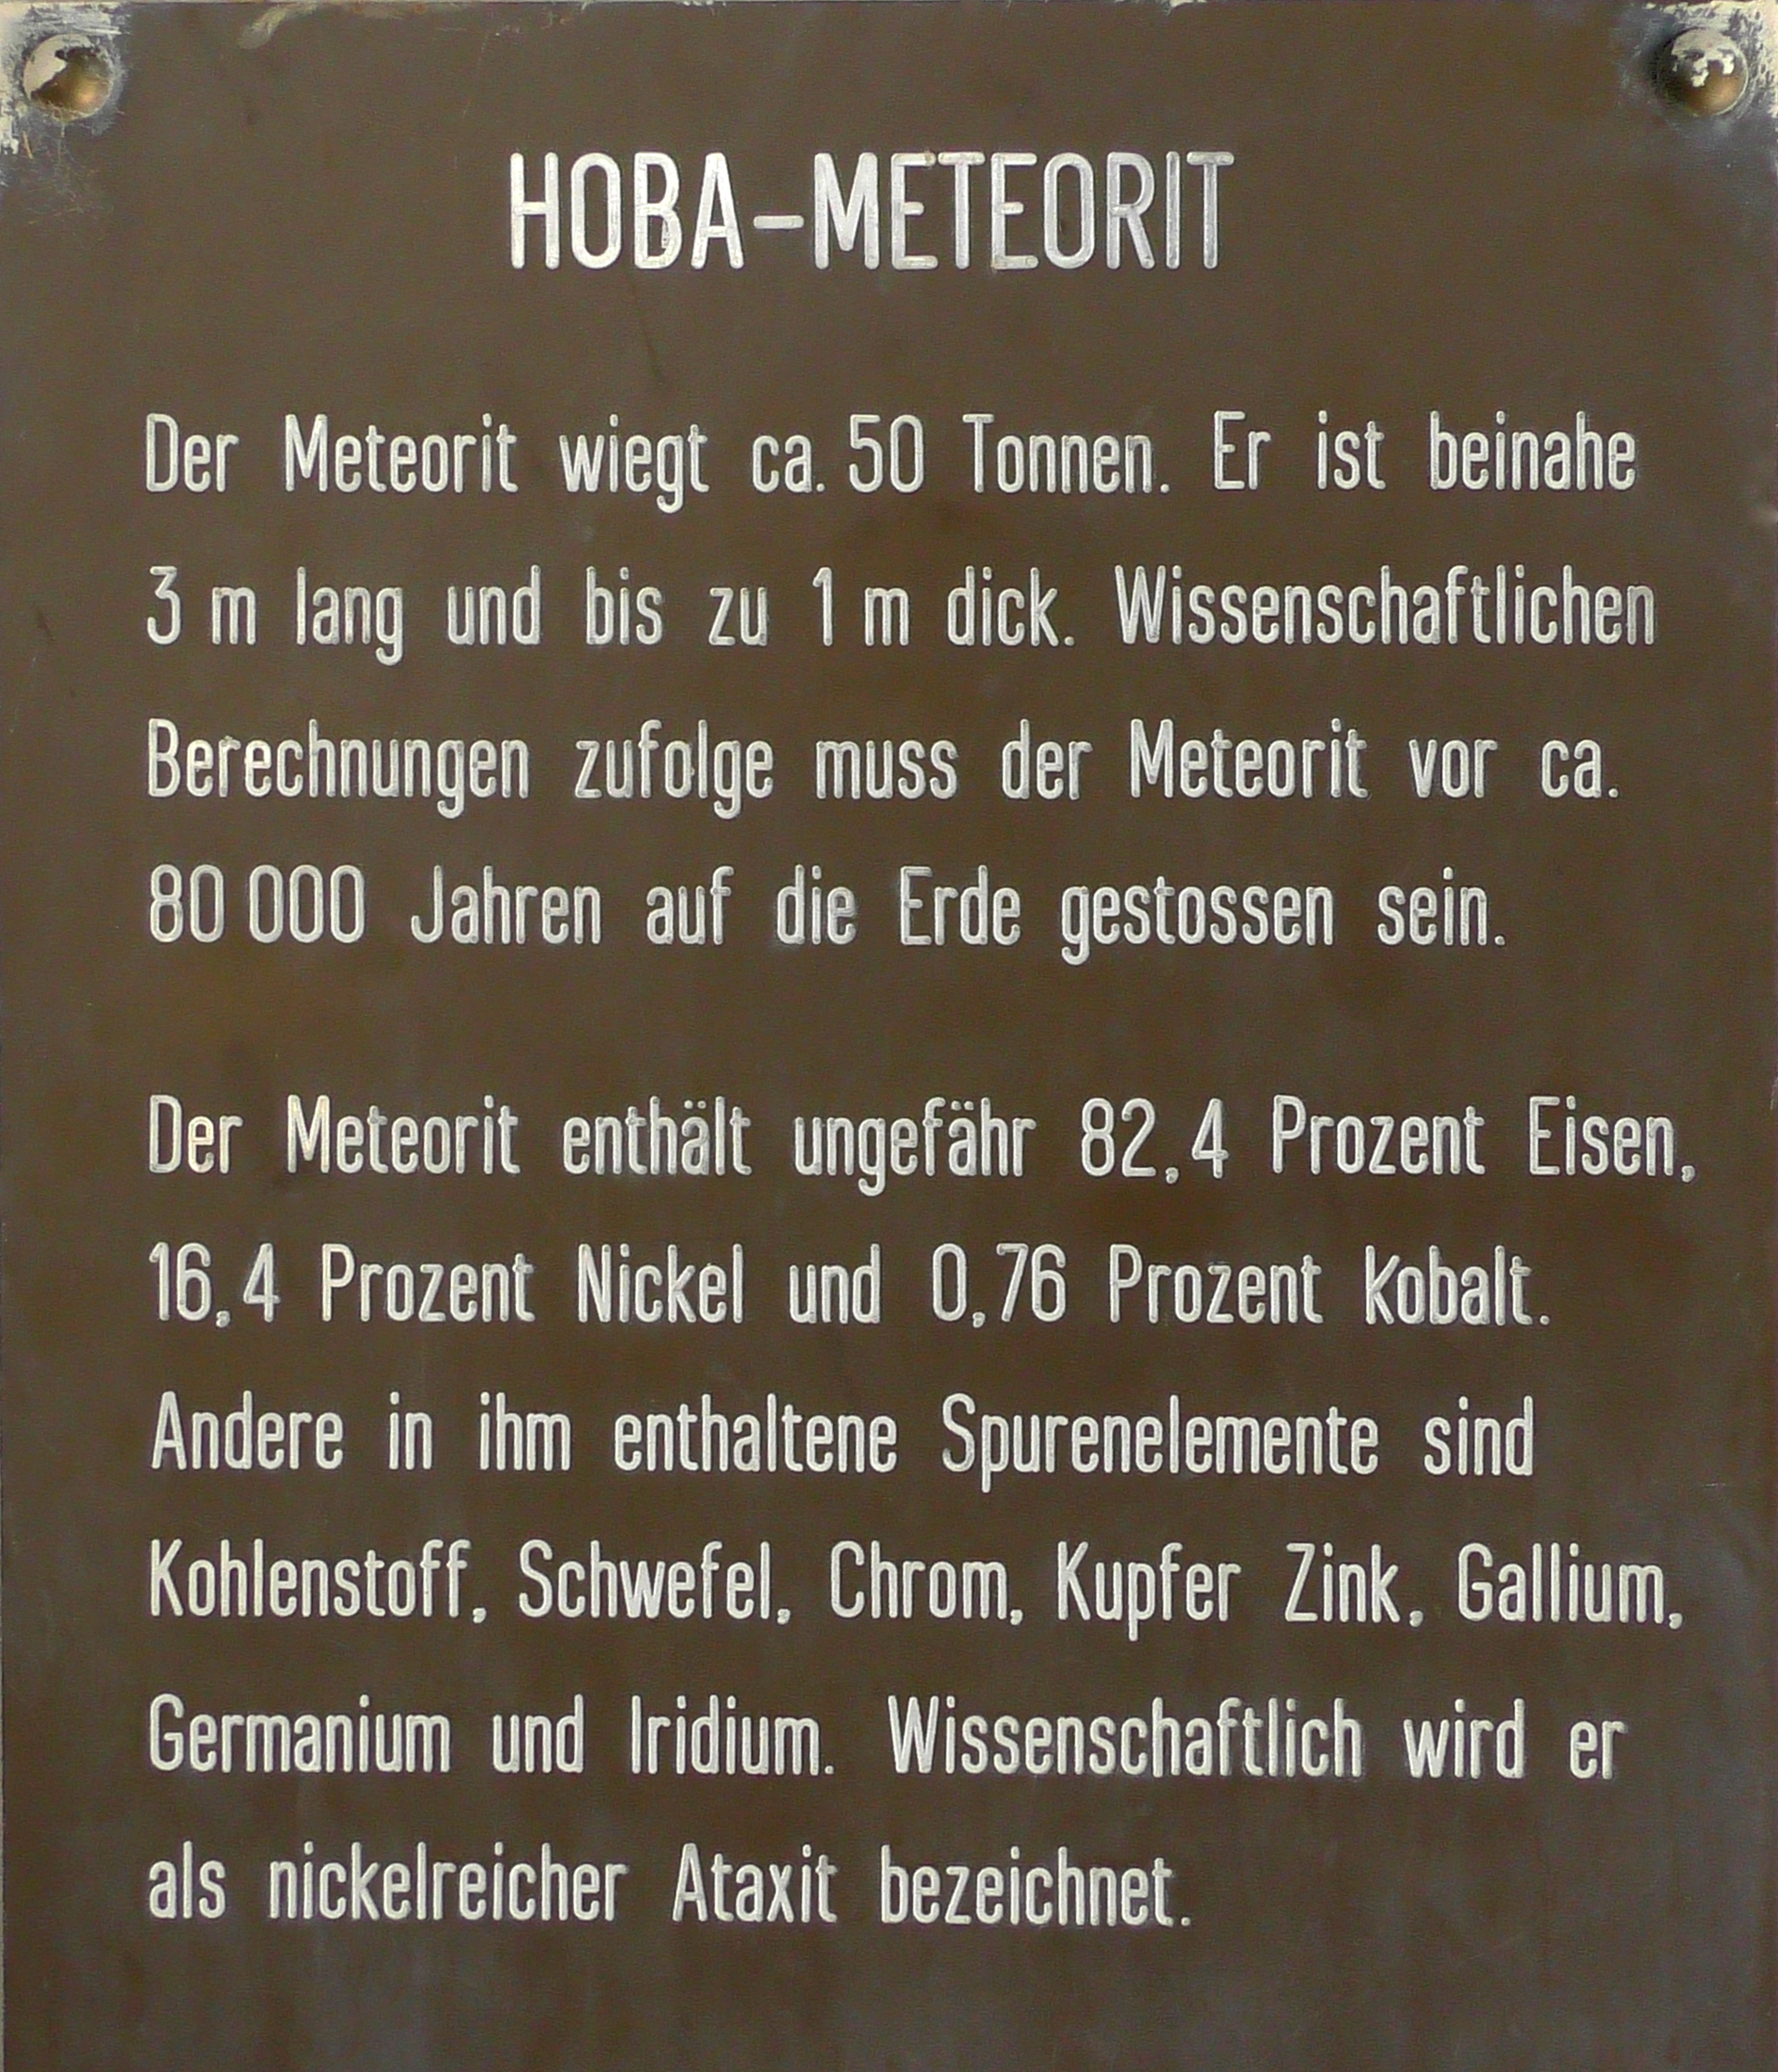 HOBA-METEORIT
Der Meteorit wiegt ca. 50 Tonnen. Er ist beinahe
3 m lang und bis zu 1 m dick. Wissenschaftlichen
Berechnungen zufolge muss der Meteorit vor ca.
80 000 Jahren auf die Erde gestossen sein.
Der Meteorit enthält ungefähr 82,4 Prozent Eisen,
16,4 Prozent Nickel und 0,76 Prozent Kobalt.
Andere in ihm enthaltene Spurenelemente sind
Kohlenstoff, Schwefel, Chrom, Kupfer Zink, Gallium,
Germanium und Iridium. Wissenschaftlich wird er
als nickelreicher Ataxit bezeichnet.